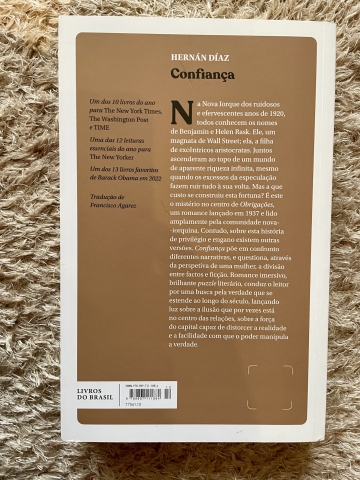 HERNÁN DÍAZ
Confiança
Um dos 10 livros do ano
para The New York Times,
The Washington Post
e TIME
Uma das 12 leituras
essenciais do ano para
The New Yorker
Um dos 13 livros favoritos
de Barack Obama em 2022
Tradução de
Francisco Agarez
Na Nova Iorque dos ruidosos
e efervescentes anos de 1920,
todos conhecem os nomes
de Benjamin e Helen Rask. Ele, um
magnata de Wall Street; ela, a filha
de excêntricos aristocratas. Juntos
ascenderam ao topo de um mundo
de aparente riqueza infinita, mesmo
quando os excessos da especulação
fazem ruir tudo à sua volta. Mas a que
custo se construiu esta fortuna? É este
o mistério no centro de Obrigações,
um romance lançado em 1937 e lido
amplamente pela comunidade nova-
-iorquina. Contudo, sobre esta história
de privilégio e engano existem outras
versões. Confiança põe em confronto
diferentes narrativas, e questiona, através
da perspetiva de uma mulher, a divisão
entre factos e ficção. Romance imersivo,
brilhante puzzle literário, conduz o leitor
por uma busca pela verdade que se
estende ao longo do século, lançando
luz sobre a ilusão que por vezes está
no centro das relações, sobre a força
do capital capaz de distorcer a realidade
e a facilidade com que o poder manipula
a verdade.
LIVROS
DO BRASIL